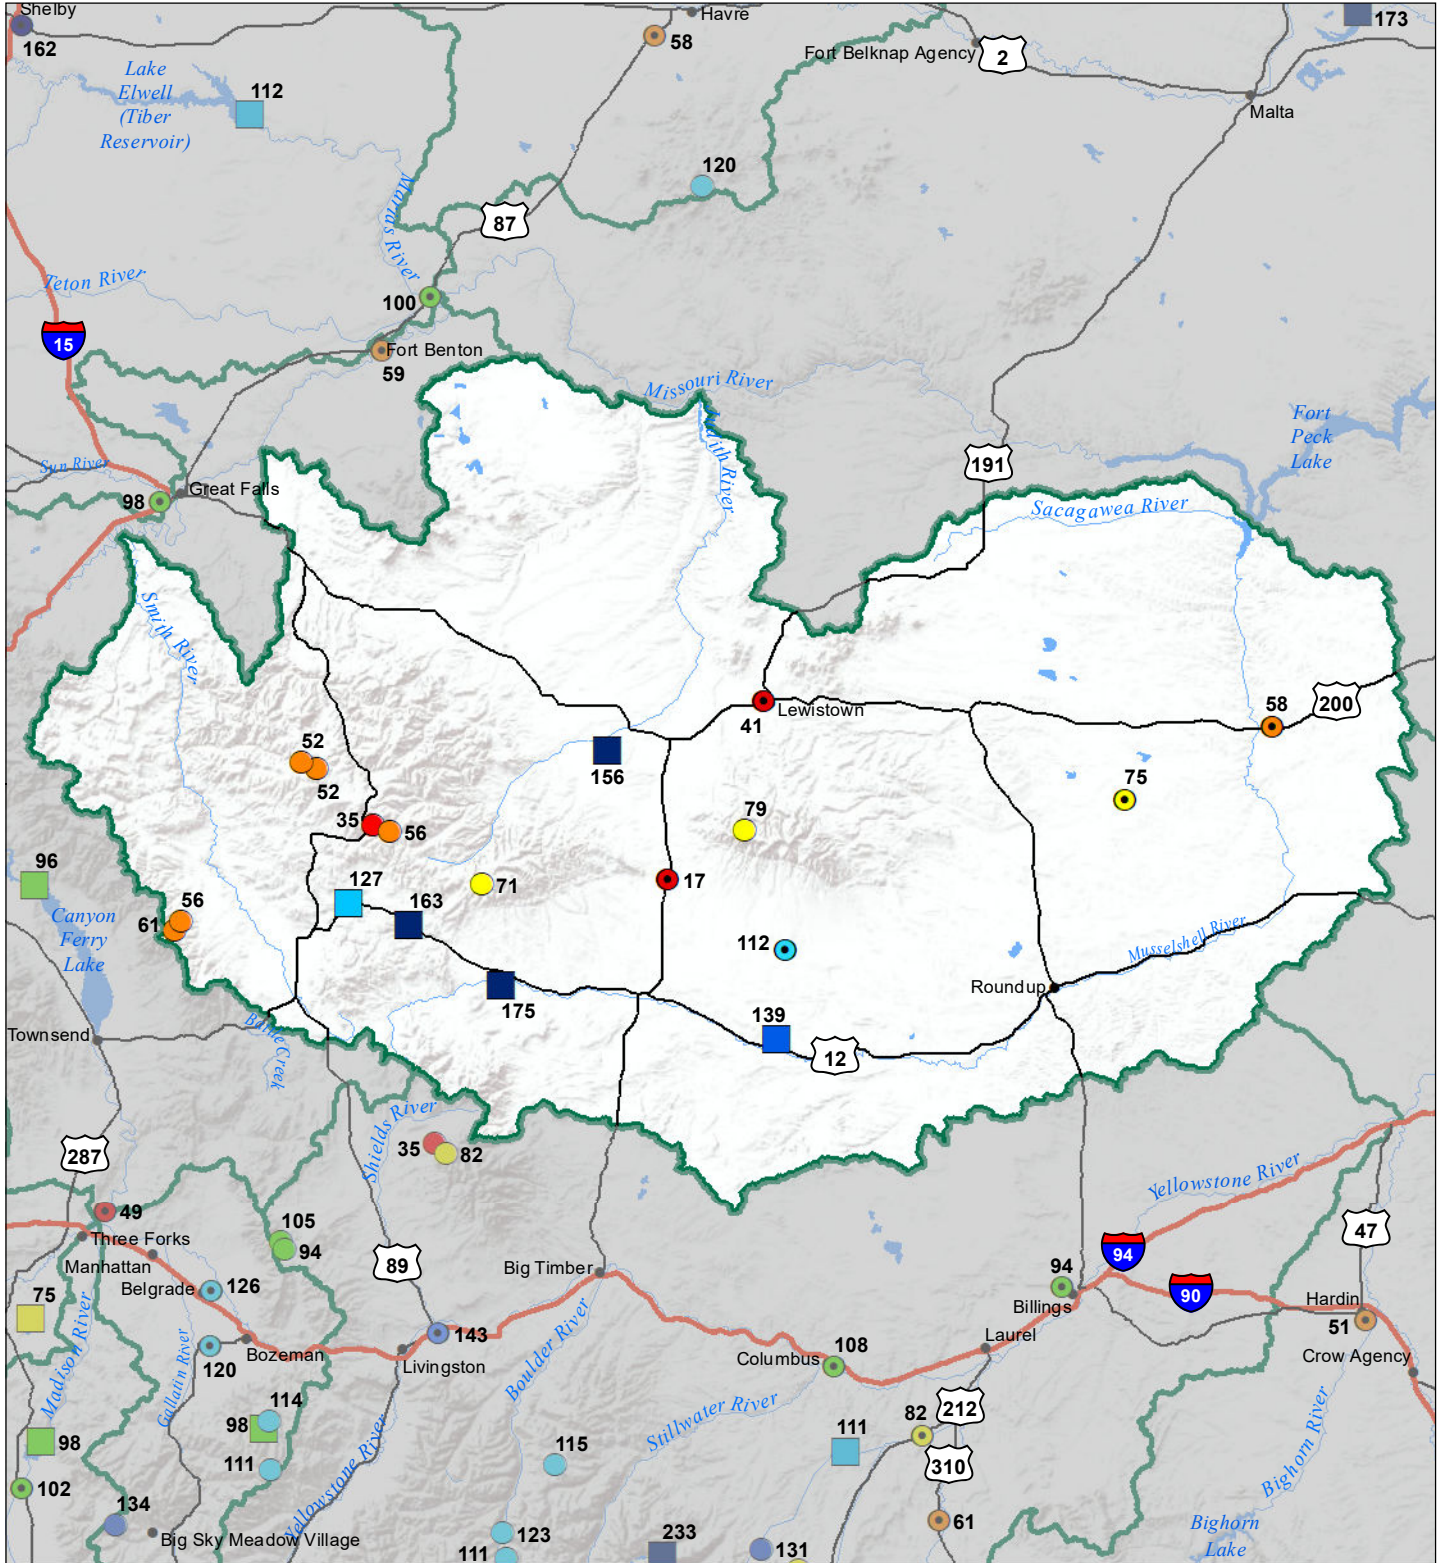 Shelby
162
Havre
58
Fort Belknap Agency
2
173
Malta
Lake
Elwell
(Tiber
Reservoir)
112
120
Marias River
87
Teton River
100
15
Fort Benton
59
Missouri River
Judith River
Fort
Peck
Lake
191
Sun River
Great Falls
98
Sacagawea River
Smith River
41
Lewistown
58
200
52
52
156
75
79
35
56
96
127
71
17
163
56
61
Canyon
Ferry
Lake
112
Musselshell River
175
Roundup
139
12
Townsend
Battle Creek
Shields River
287
35
82
Yellowstone River
49
Three Forks
Manhattan
105
94
47
89
94
Belgrade
126
Big Timber
94
90
Billings
Hardin
51
75
Madison River
143
Laurel
Crow Agency
120
Bozeman
Livingston
Boulder River
Columbus
108
Gallatin River
114
98
98
111
Stillwater River
82
212
111
115
310
Bighorn River
102
134
Yellowstone River
Big Sky Meadow Village
123
111
233
131
61
Bighorn
Lake